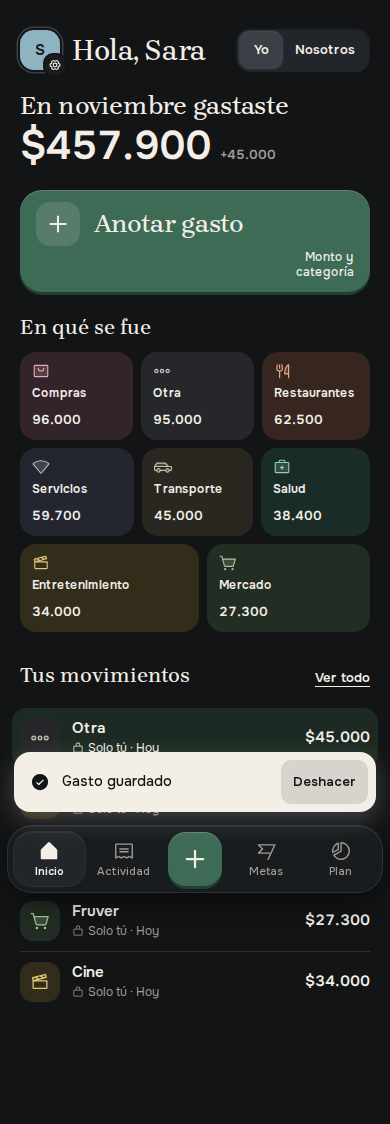 S
Hola, Sara
Yo
Nosotros
En noviembre gastaste
$457.900 +45.000
Anotar gasto
Monto y
categoría
En qué se fue
Compras
96.000
Otra
95.000
Restaurantes
62.500
Servicios
59.700
Transporte
45.000
Salud
38.400
Entretenimiento
34.000
Mercado
27.300
Tus movimientos
Ver todo
Otra
Solo tú · Hoy
$45.000
Gasto guardado
Deshacer
Inicio
Actividad
Metas
Plan
Fruver
Solo tú · Hoy
$27.300
Cine
Solo tú · Hoy
$34.000